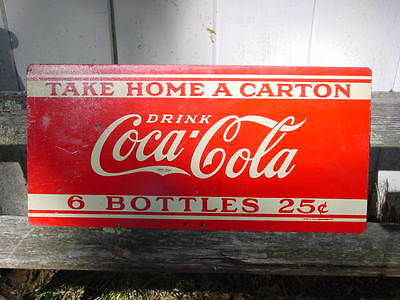 TAKE HOME A CARTON
DRINK
Coca-Cola
6 BOTTLES 25¢